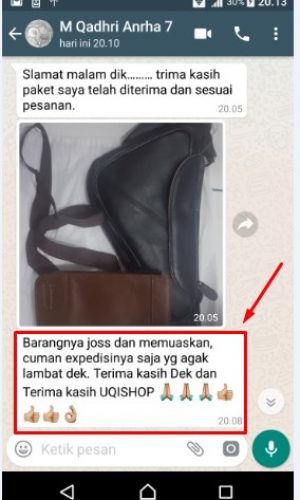 30% 20.13
M Qadhri Anrha 7
hari ini 20.10
Slamat malam dik......... trima kasih
paket saya telah diterima dan sesuai
pesanan.
20.05
Barangnya joss dan memuaskan,
cuman expedisinya saja yg agak
lambat dek. Terima kasih Dek dan
Terima kasih UQISHOP 🙏🙏🙏👍
👍👍👌
20.08
Ketik pesan